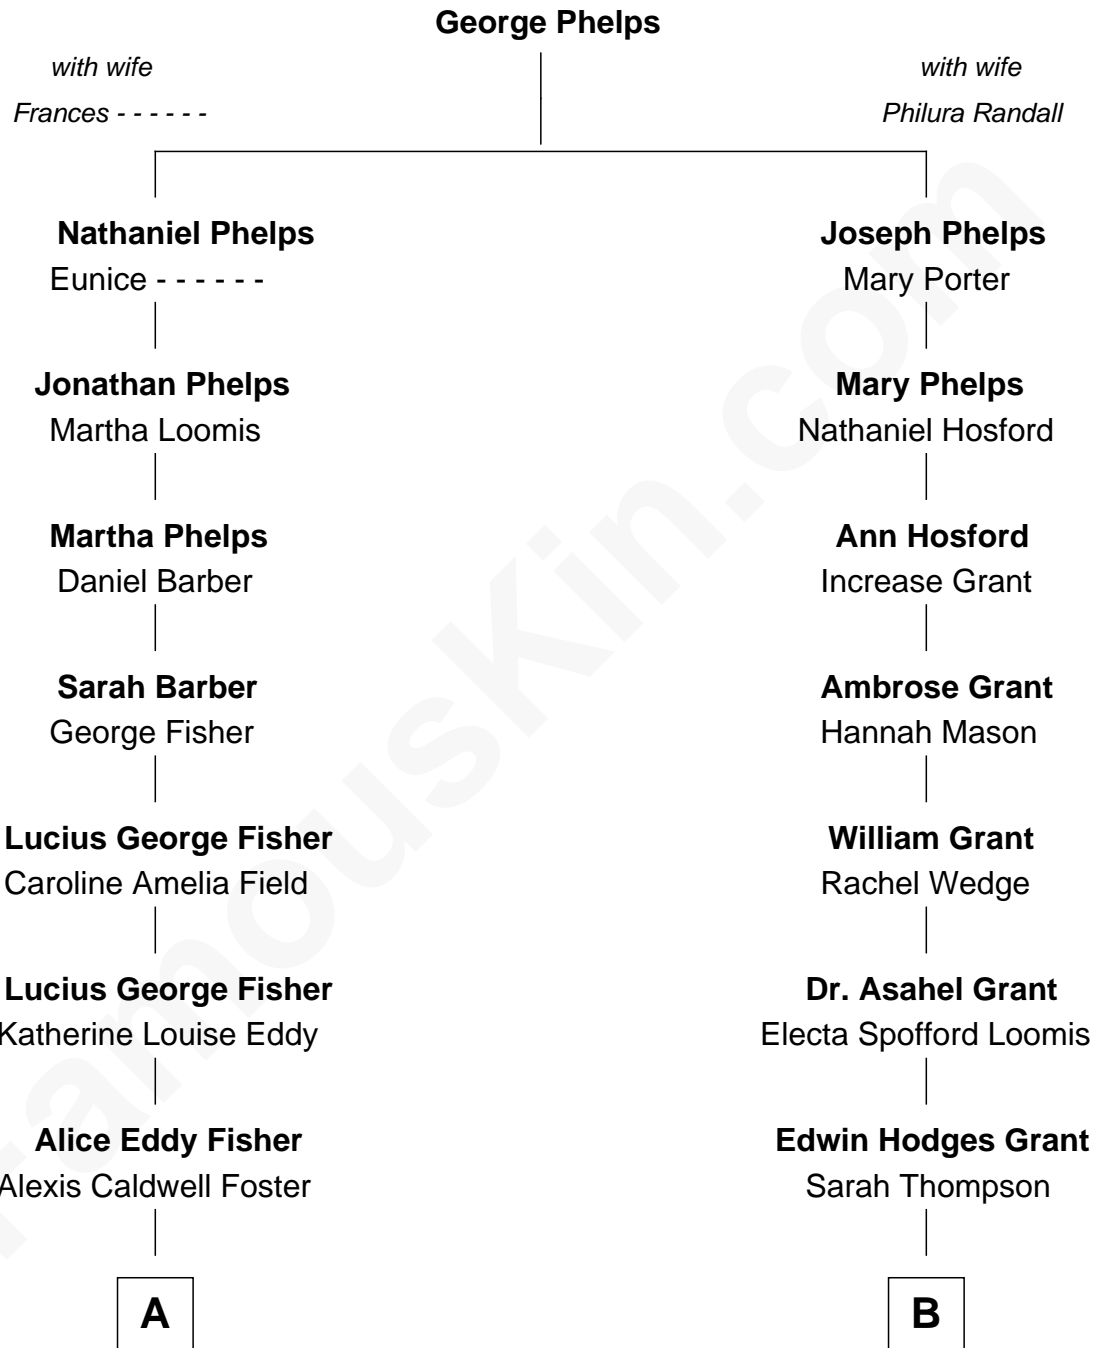 George Phelps
with wife
Frances - - - - - -
with wife
Philura Randall
Nathaniel Phelps
Eunice - - - - - -
Joseph Phelps
Mary Porter
Jonathan Phelps
Martha Loomis
Mary Phelps
Nathaniel Hosford
Martha Phelps
Daniel Barber
Ann Hosford
Increase Grant
Sarah Barber
George Fisher
Ambrose Grant
Hannah Mason
Lucius George Fisher
Caroline Amelia Field
William Grant
Rachel Wedge
Lucius George Fisher
Katherine Louise Eddy
Dr. Asahel Grant
Electa Spofford Loomis
Alice Eddy Fisher
Alexis Caldwell Foster
Edwin Hodges Grant
Sarah Thompson
A
B
FamousKin.com